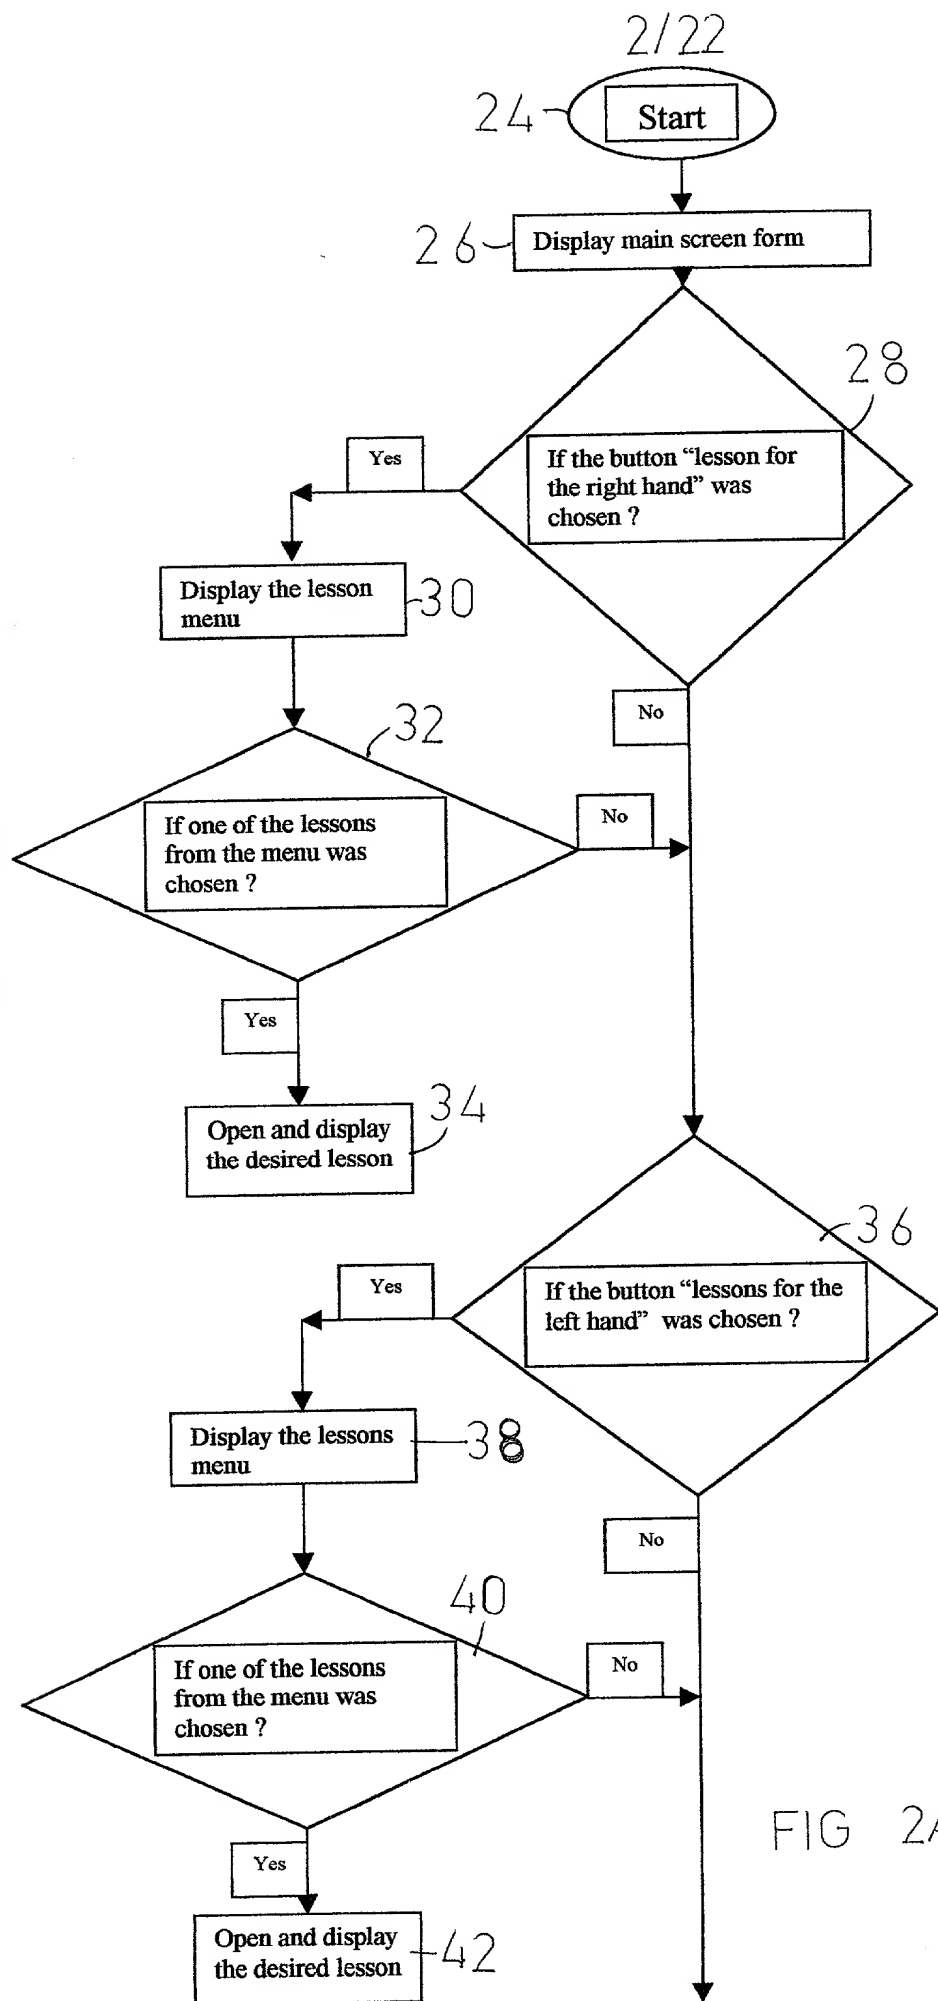 2/22
24
Start
26
Display main screen form
28
Yes
If the button “lesson for
the right hand” was
chosen ?
Display the lesson
menu
30
No
32
No
If one of the lessons
from the menu was
chosen ?
Yes
34
Open and display
the desired lesson
36
Yes
If the button “lessons for the
left hand” was chosen ?
Display the lessons
menu
38
No
40
No
If one of the lessons
from the menu was
chosen ?
FIG 2A
Yes
Open and display
the desired lesson
42